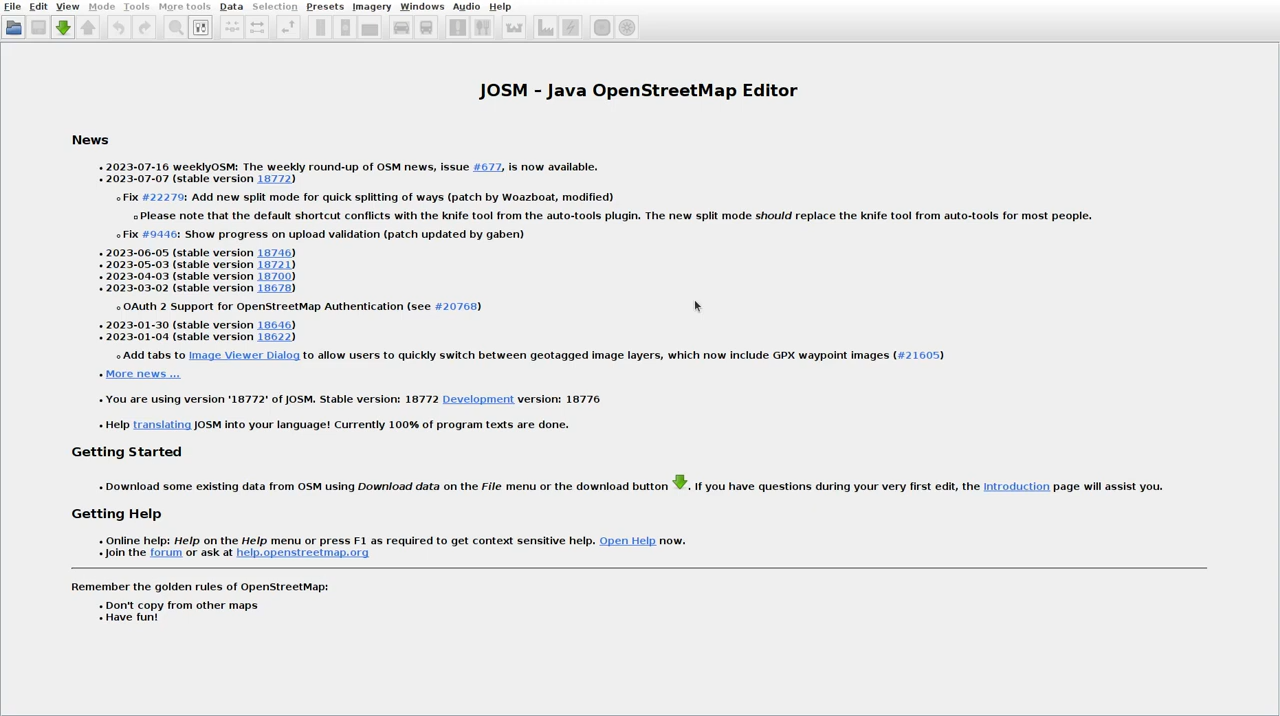 File Edit View Mode Tools More tools Data Selection Presets Imagery Windows Audio Help
JOSM – Java OpenStreetMap Editor
News
2023-07-16 weeklyOSM: The weekly round-up of OSM news, issue #677, is now available.
2023-07-07 (stable version 18772)
Fix #22279: Add new split mode for quick splitting of ways (patch by Woazboat, modified)
Please note that the default shortcut conflicts with the knife tool from the auto-tools plugin. The new split mode should replace the knife tool from auto-tools for most people.
Fix #9446: Show progress on upload validation (patch updated by gaben)
2023-06-05 (stable version 18746)
2023-05-03 (stable version 18721)
2023-04-03 (stable version 18700)
2023-03-02 (stable version 18678)
OAuth 2 Support for OpenStreetMap Authentication (see #20768)
2023-01-30 (stable version 18646)
2023-01-04 (stable version 18622)
Add tabs to Image Viewer Dialog to allow users to quickly switch between geotagged image layers, which now include GPX waypoint images (#21605)
More news ...
You are using version '18772' of JOSM. Stable version: 18772 Development version: 18776
Help translating JOSM into your language! Currently 100% of program texts are done.
Getting Started
Download some existing data from OSM using Download data on the File menu or the download button . If you have questions during your very first edit, the Introduction page will assist you.
Getting Help
Online help: Help on the Help menu or press F1 as required to get context sensitive help. Open Help now.
Join the forum or ask at help.openstreetmap.org
Remember the golden rules of OpenStreetMap:
Don't copy from other maps
Have fun!